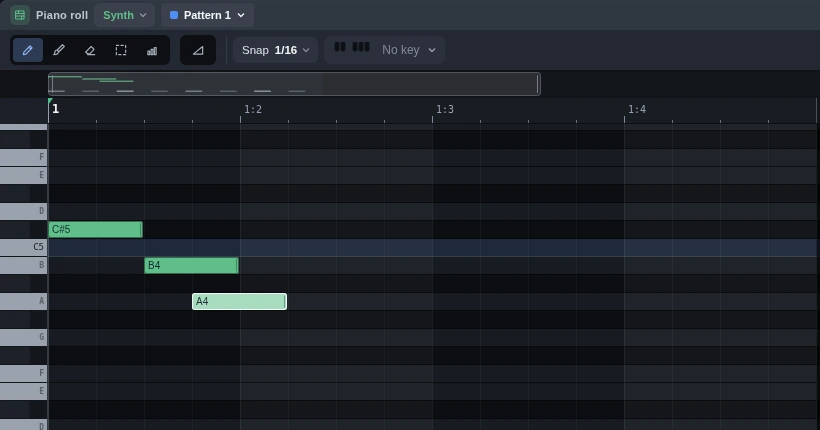 Piano roll Synth Pattern 1
Snap 1/16 No key
1 1:2 1:3 1:4
F
E
D
C#5
C5
B B4
A A4
G
F
E
D